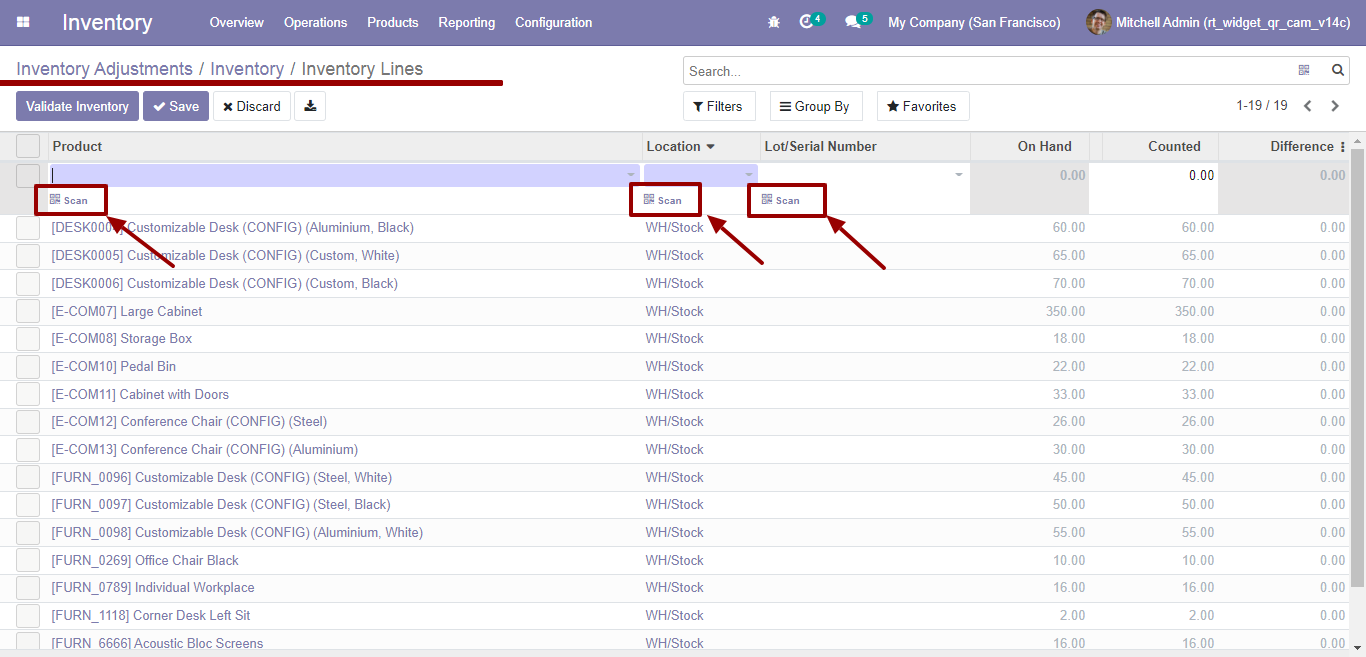 Inventory Overview Operations Products Reporting Configuration 4 5 My Company (San Francisco) Mitchell Admin (rt_widget_qr_cam_v14c)
Inventory Adjustments / Inventory / Inventory Lines Search...
Validate Inventory Save Discard Filters Group By Favorites 1-19 / 19
Product Location Lot/Serial Number On Hand Counted Difference
0.00 0.00 0.00
Scan Scan Scan
Customizable Desk (CONFIG) (Aluminium, Black) WH/Stock 60.00 60.00 0.00
[DESK0005] Customizable Desk (CONFIG) (Custom, White) WH/Stock 65.00 65.00 0.00
[DESK0006] Customizable Desk (CONFIG) (Custom, Black) WH/Stock 70.00 70.00 0.00
[E-COM07] Large Cabinet WH/Stock 350.00 350.00 0.00
[E-COM08] Storage Box WH/Stock 18.00 18.00 0.00
[E-COM10] Pedal Bin WH/Stock 22.00 22.00 0.00
[E-COM11] Cabinet with Doors WH/Stock 33.00 33.00 0.00
[E-COM12] Conference Chair (CONFIG) (Steel) WH/Stock 26.00 26.00 0.00
[E-COM13] Conference Chair (CONFIG) (Aluminium) WH/Stock 30.00 30.00 0.00
[FURN_0096] Customizable Desk (CONFIG) (Steel, White) WH/Stock 45.00 45.00 0.00
[FURN_0097] Customizable Desk (CONFIG) (Steel, Black) WH/Stock 50.00 50.00 0.00
[FURN_0098] Customizable Desk (CONFIG) (Aluminium, White) WH/Stock 55.00 55.00 0.00
[FURN_0269] Office Chair Black WH/Stock 10.00 10.00 0.00
[FURN_0789] Individual Workplace WH/Stock 16.00 16.00 0.00
[FURN_1118] Corner Desk Left Sit WH/Stock 2.00 2.00 0.00
[FURN_6666] Acoustic Bloc Screens WH/Stock 16.00 16.00 0.00